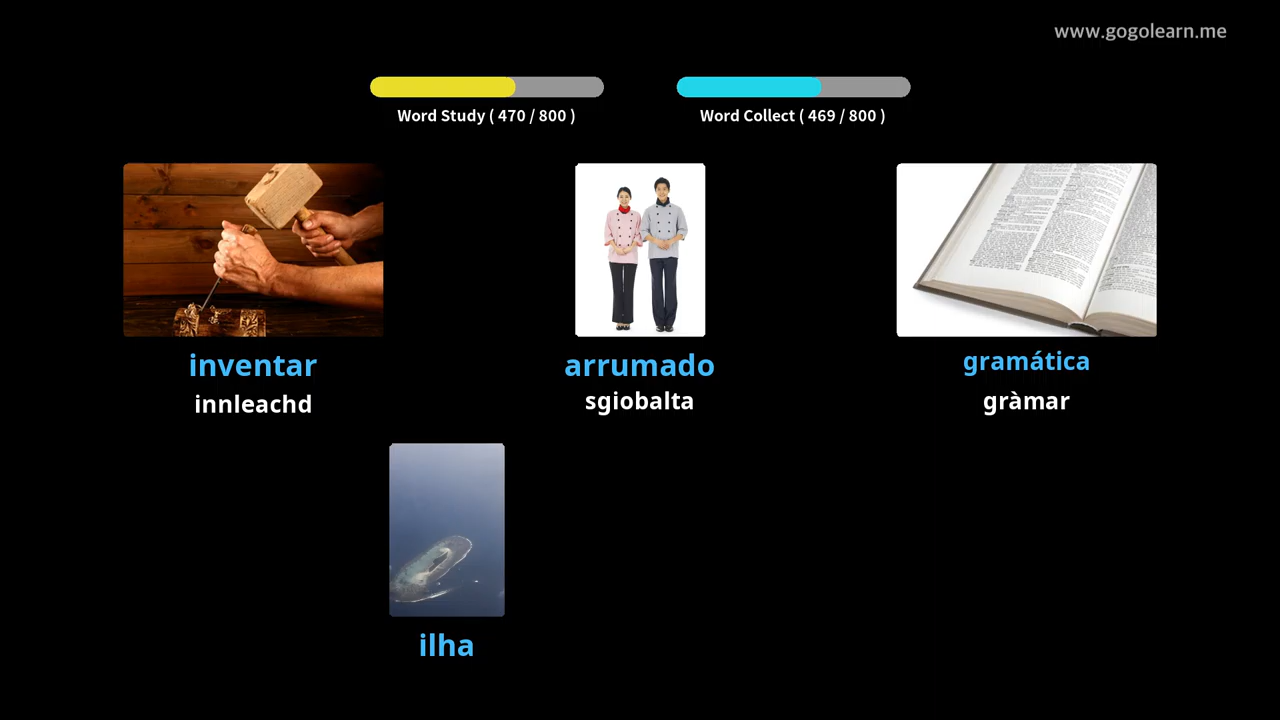 www.gogolearn.me
Word Study ( 470 / 800 )
Word Collect ( 469 / 800 )
inventar
innleachd
arrumado
sgiobalta
gramática
gràmar
ilha